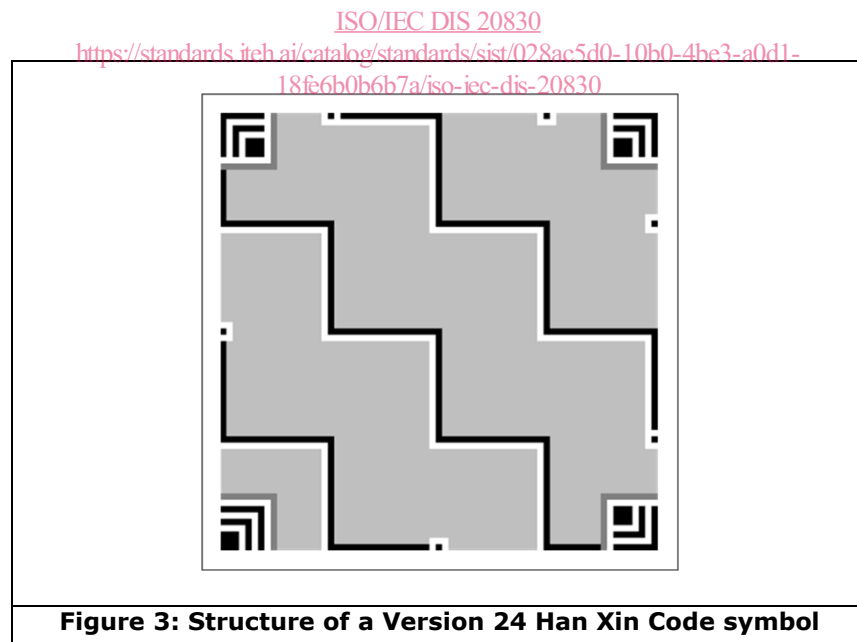 ISO/IEC DIS 20830
https://standards.iteh.ai/catalog/standards/sist/028ac5d0-10b0-4be3-a0d1-
18fe6b0b6b7a/iso-iec-dis-20830
Figure 3: Structure of a Version 24 Han Xin Code symbol